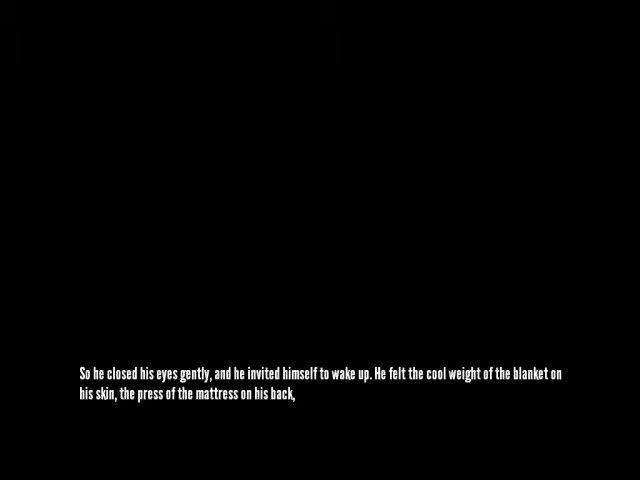 So he closed his eyes gently, and he invited himself to wake up. He felt the cool weight of the blanket on
his skin, the press of the mattress on his back,